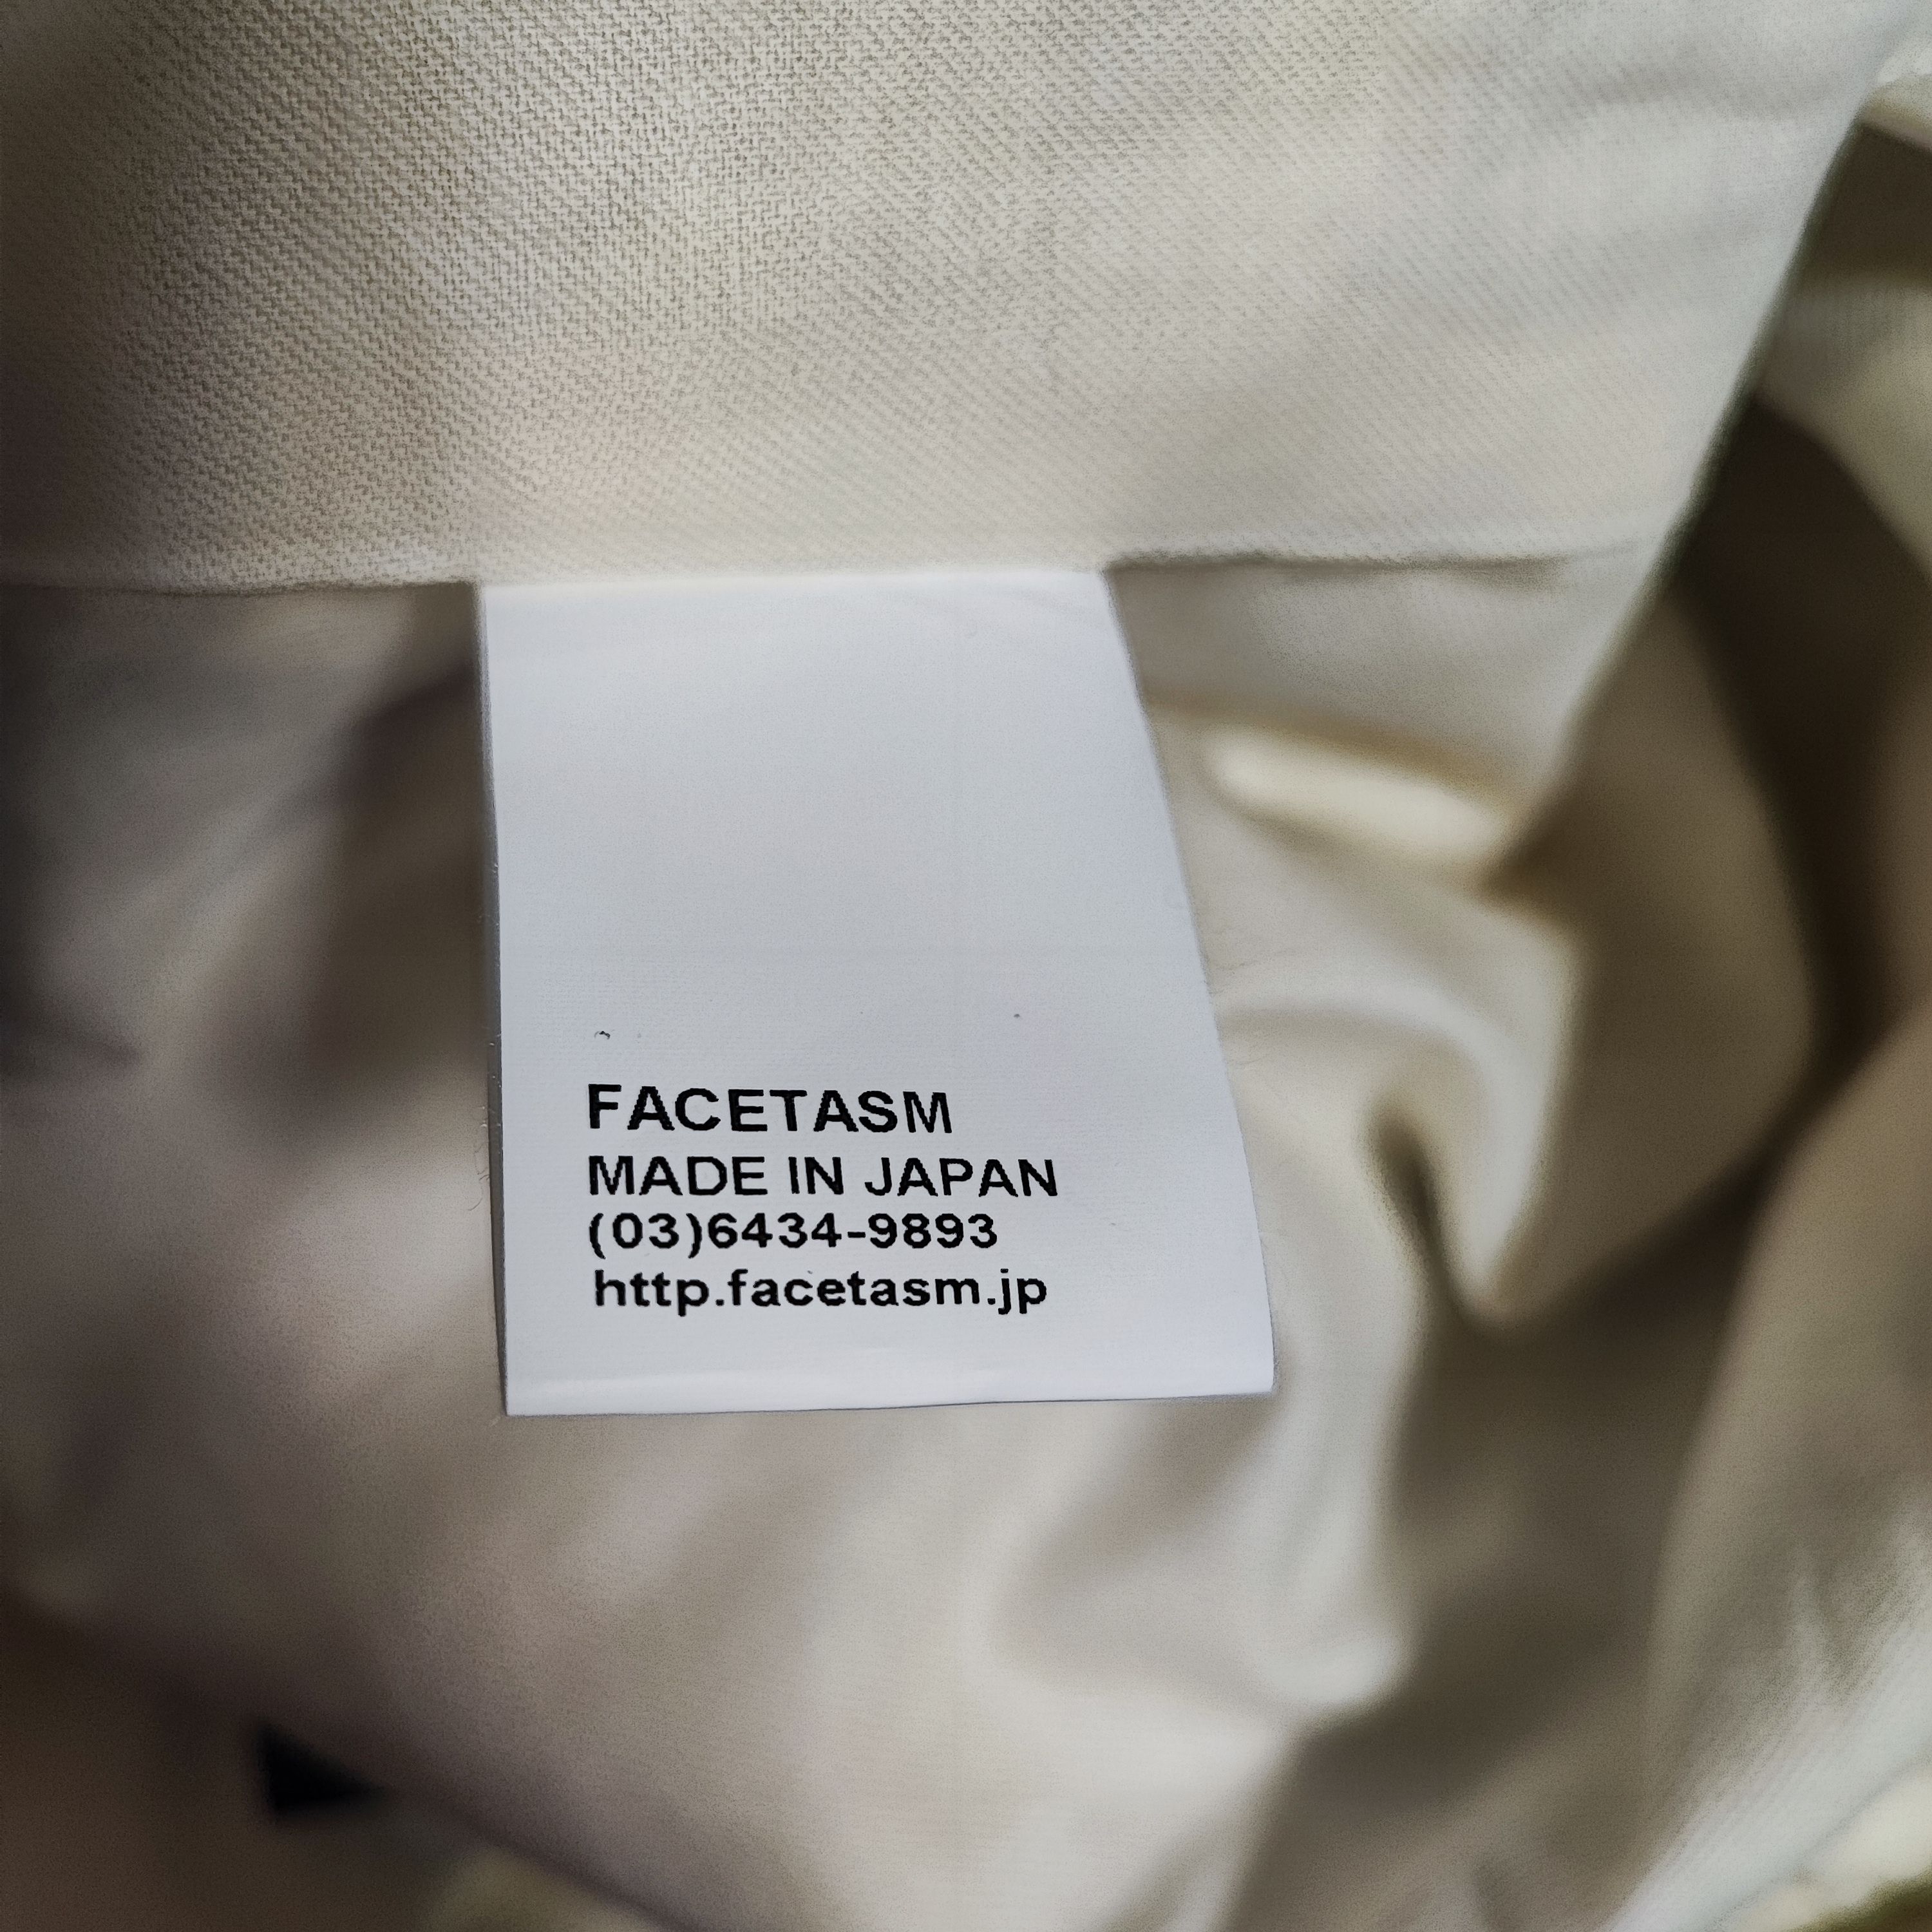 FACETASM
MADE IN JAPAN
(03)6434-9893
http.facetasm.jp